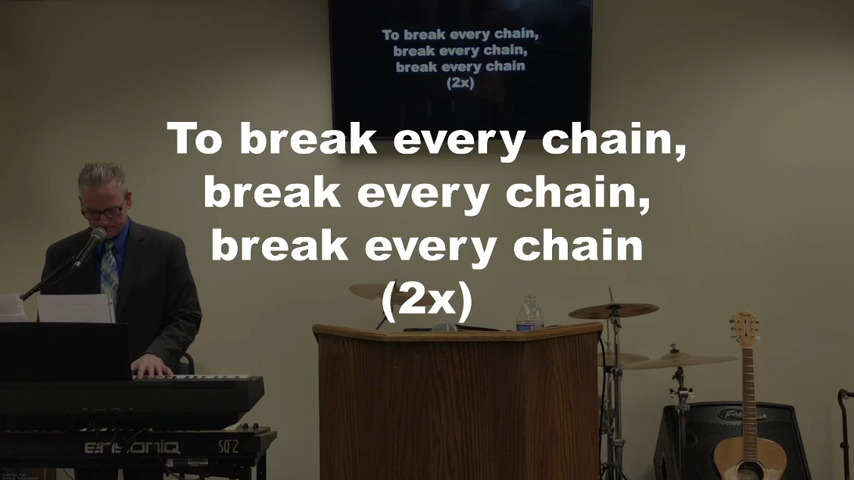 To break every chain,
break every chain,
break every chain
(2x)
To break every chain,
break every chain,
break every chain
(2x)
ensoniq SQ2
Peavey